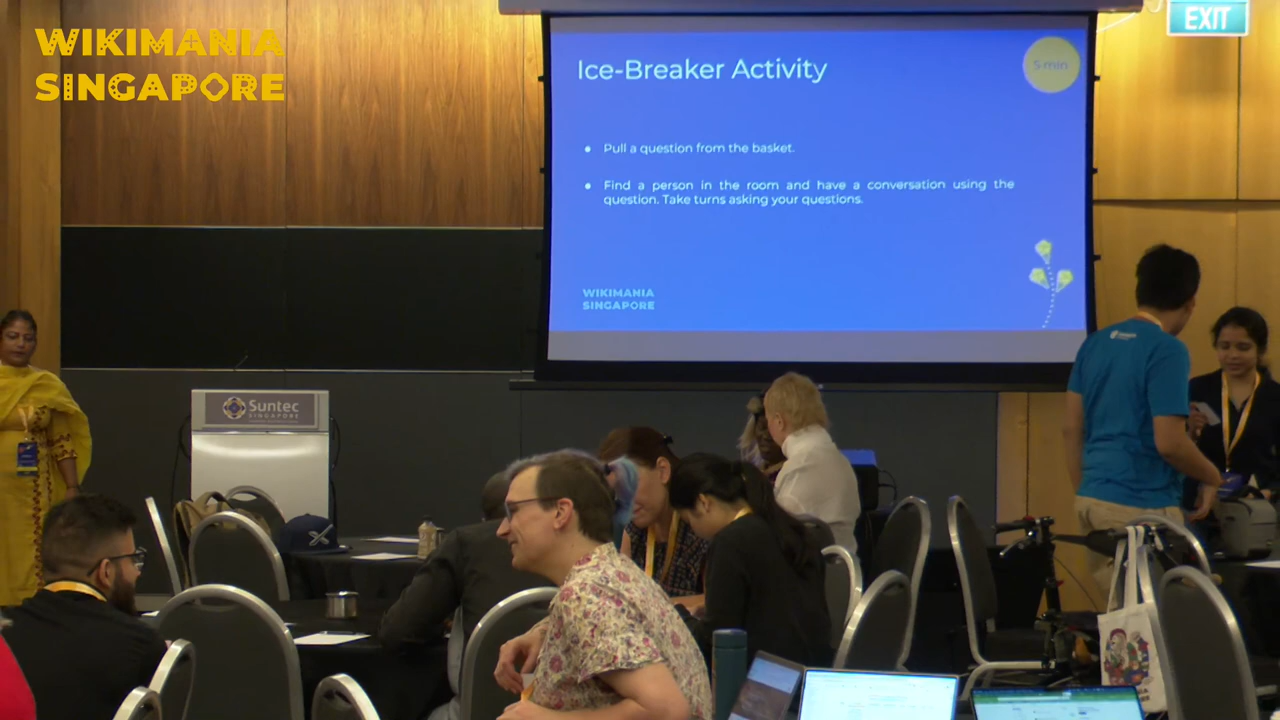 WIKIMANIA
SINGAPORE
EXIT
Ice-Breaker Activity
5 min
Pull a question from the basket.
Find a person in the room and have a conversation using the
question. Take turns asking your questions.
WIKIMANIA
SINGAPORE
Suntec
SINGAPORE